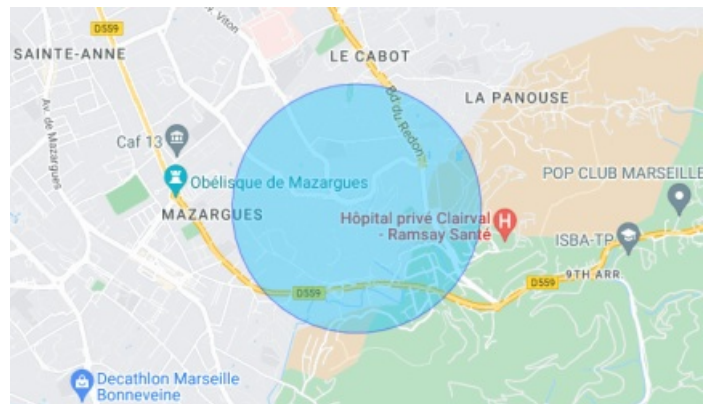 D559
SAINTE-ANNE
Viton
LE CABOT
Av. de Mazargues
Bd du Redon
LA PANOUSE
Caf 13
Obélisque de Mazargues
POP CLUB MARSEILLE
MAZARGUES
Hôpital privé Clairval
- Ramsay Santé
ISBA-TP
9TH ARR.
D559
D559
Decathlon Marseille
Bonneveine